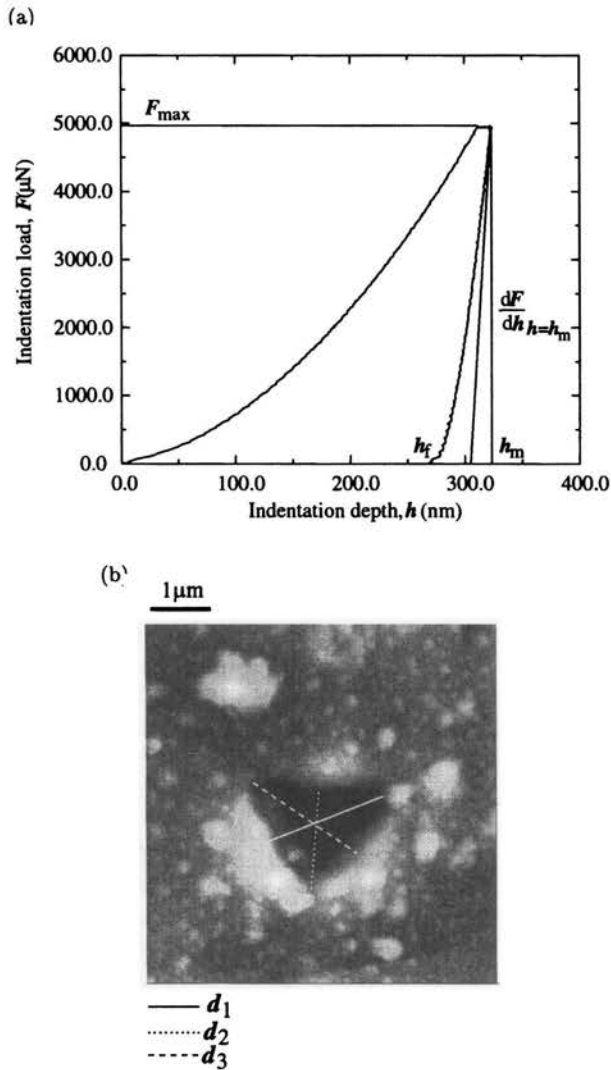 (a)
6000.0
5000.0
4000.0
3000.0
2000.0
1000.0
0.0
Indentation load, F(μN)
F_max
dF
dh h=h_m
h_f
h_m
0.0 100.0 200.0 300.0 400.0
Indentation depth, h (nm)
(b)
1μm
d_1
d_2
d_3